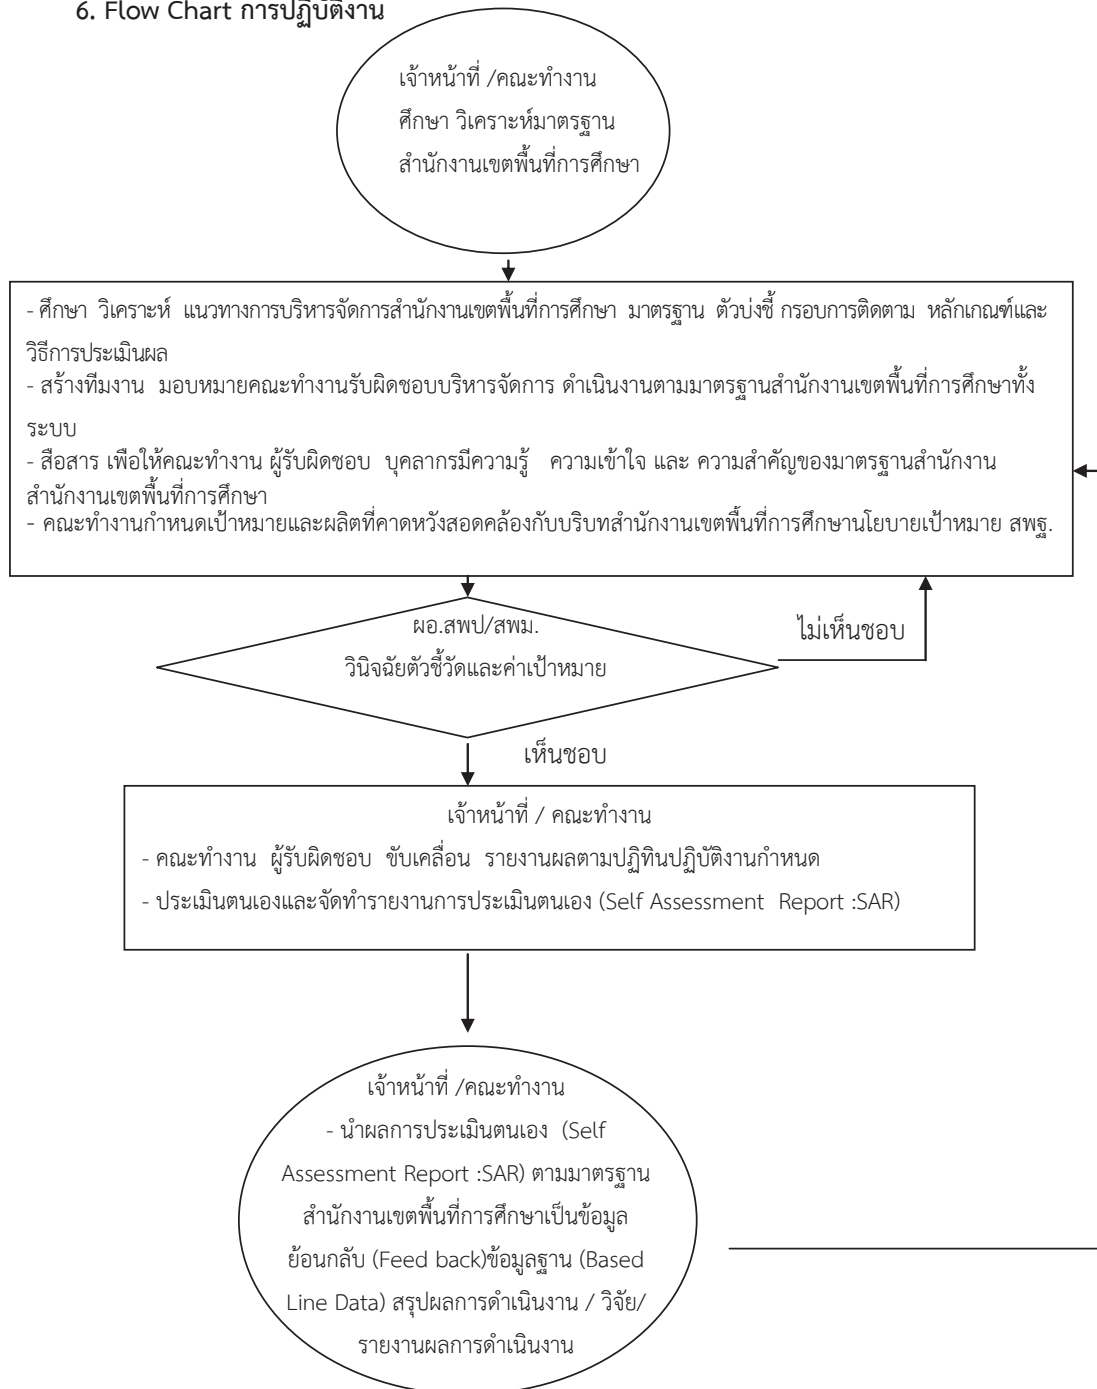 6. Flow Chart การปฏิบัติงาน
เจ้าหน้าที่ /คณะทำงาน
ศึกษา วิเคราะห์มาตรฐาน
สำนักงานเขตพื้นที่การศึกษา
- ศึกษา วิเคราะห์ แนวทางการบริหารจัดการสำนักงานเขตพื้นที่การศึกษา มาตรฐาน ตัวบ่งชี้ กรอบการติดตาม หลักเกณฑ์และ
วิธีการประเมินผล
- สร้างทีมงาน มอบหมายคณะทำงานรับผิดชอบบริหารจัดการ ดำเนินงานตามมาตรฐานสำนักงานเขตพื้นที่การศึกษาทั้ง
ระบบ
- สือสาร เพือให้คณะทำงาน ผู้รับผิดชอบ บุคลากรมีความรู้ ความเข้าใจ และ ความสำคัญของมาตรฐานสำนักงาน
สำนักงานเขตพื้นที่การศึกษา
- คณะทำงานกำหนดเป้าหมายและผลิตที่คาดหวังสอดคล้องกับบริบทสำนักงานเขตพื้นที่การศึกษานโยบายเป้าหมาย สพฐ.
ผอ.สพป/สพม.
วินิจฉัยตัวชี้วัดและค่าเป้าหมาย
ไม่เห็นชอบ
เห็นชอบ
เจ้าหน้าที่ / คณะทำงาน
- คณะทำงาน ผู้รับผิดชอบ ขับเคลื่อน รายงานผลตามปฏิทินปฏิบัติงานกำหนด
- ประเมินตนเองและจัดทำรายงานการประเมินตนเอง (Self Assessment Report :SAR)
เจ้าหน้าที่ /คณะทำงาน
- นำผลการประเมินตนเอง (Self
Assessment Report :SAR) ตามมาตรฐาน
สำนักงานเขตพื้นที่การศึกษาเป็นข้อมูล
ย้อนกลับ (Feed back)ข้อมูลฐาน (Based
Line Data) สรุปผลการดำเนินงาน / วิจัย/
รายงานผลการดำเนินงาน